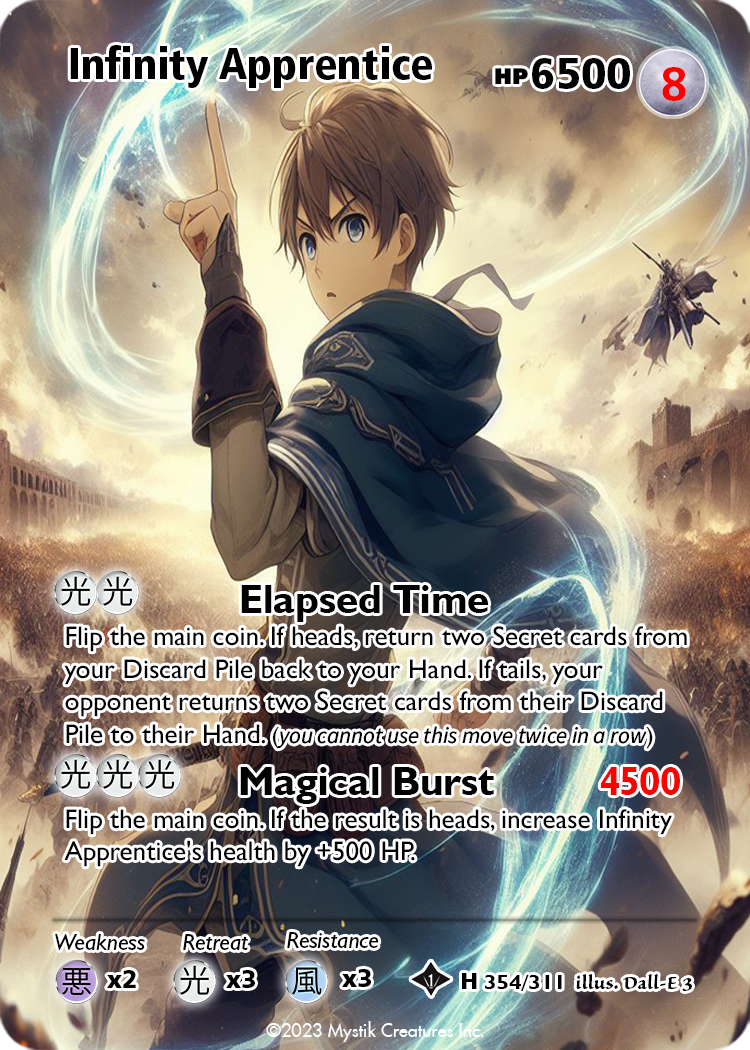 Infinity Apprentice HP6500 8
光光 Elapsed Time
Flip the main coin. If heads, return two Secret cards from
your Discard Pile back to your Hand. If tails, your
opponent returns two Secret cards from their Discard
Pile to their Hand. (you cannot use this move twice in a row)
光光光 Magical Burst 4500
Flip the main coin. If the result is heads, increase Infinity
Apprentice's health by +500 HP.
Weakness Retreat Resistance
悪 x2 光 x3 風 x3 1 H 354/311 illus. Dall-E 3
©2023 Mystik Creatures Inc.